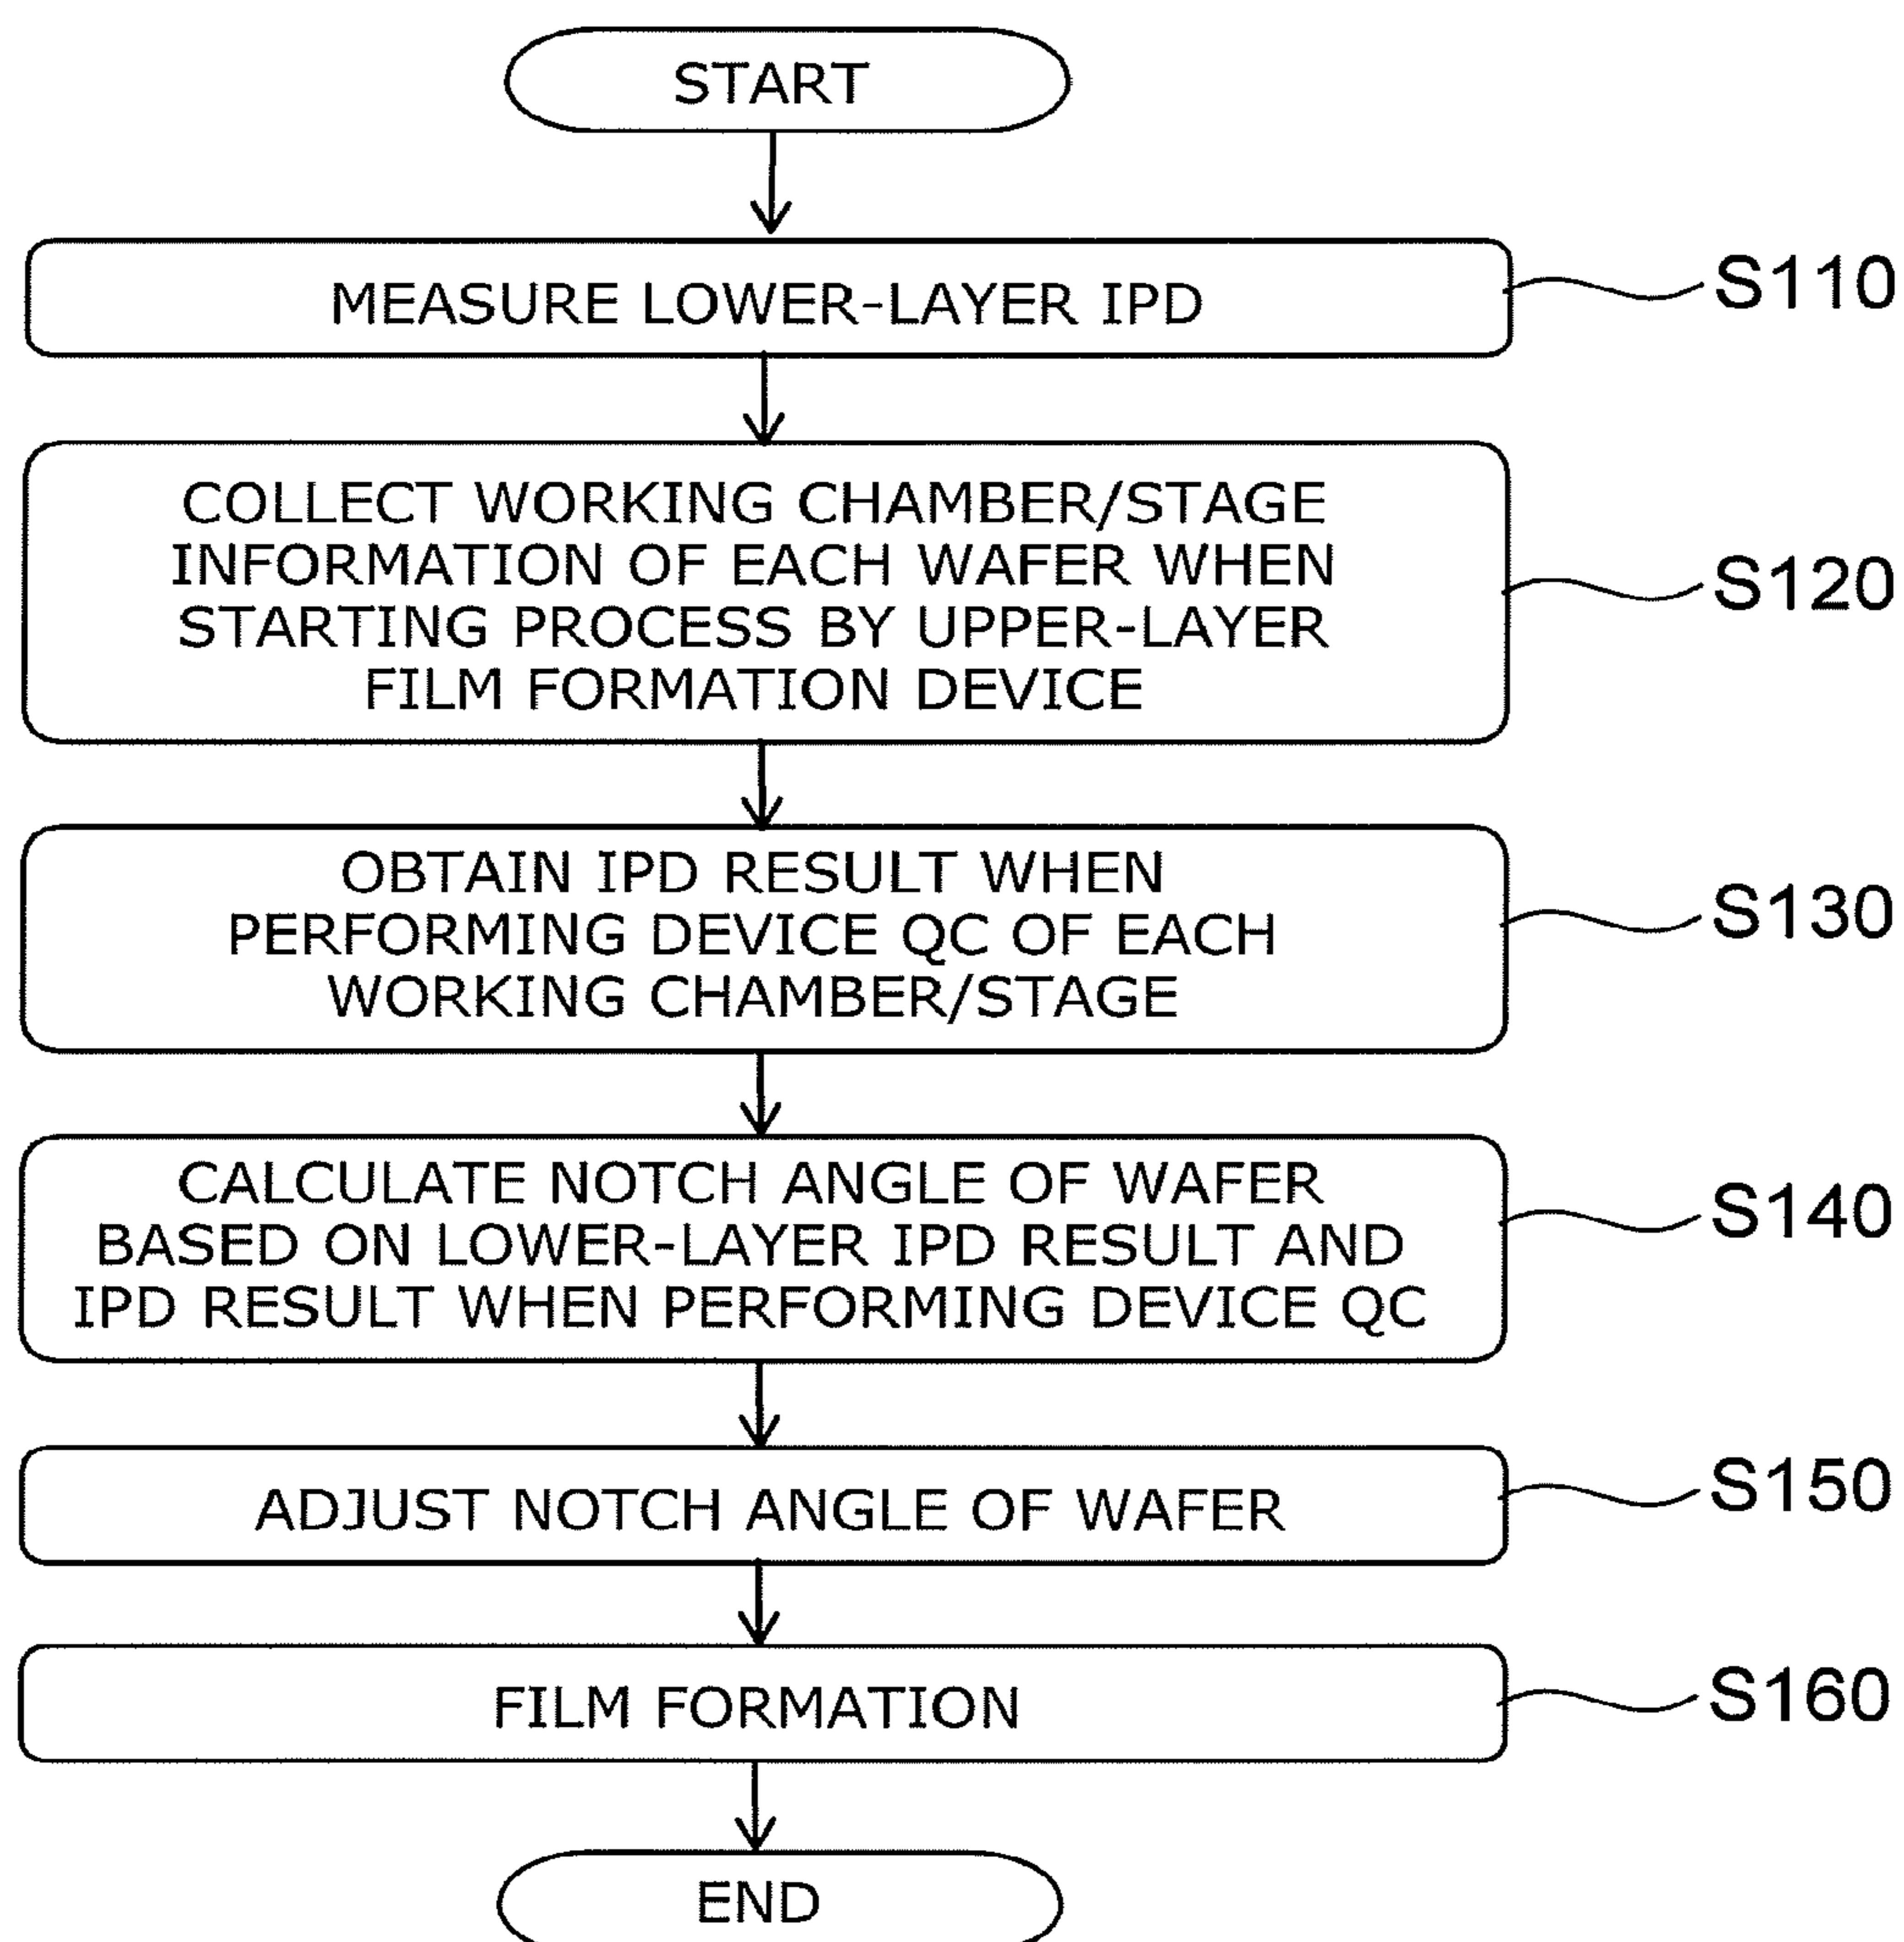 START
MEASURE LOWER-LAYER IPD
S110
COLLECT WORKING CHAMBER/STAGE
INFORMATION OF EACH WAFER WHEN
STARTING PROCESS BY UPPER-LAYER
FILM FORMATION DEVICE
S120
OBTAIN IPD RESULT WHEN
PERFORMING DEVICE QC OF EACH
WORKING CHAMBER/STAGE
S130
CALCULATE NOTCH ANGLE OF WAFER
BASED ON LOWER-LAYER IPD RESULT AND
IPD RESULT WHEN PERFORMING DEVICE QC
S140
ADJUST NOTCH ANGLE OF WAFER
S150
FILM FORMATION
S160
END